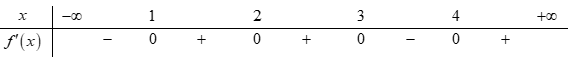 x −∞ 1 2 3 4 +∞
f′(x) − 0 + 0 + 0 − 0 +